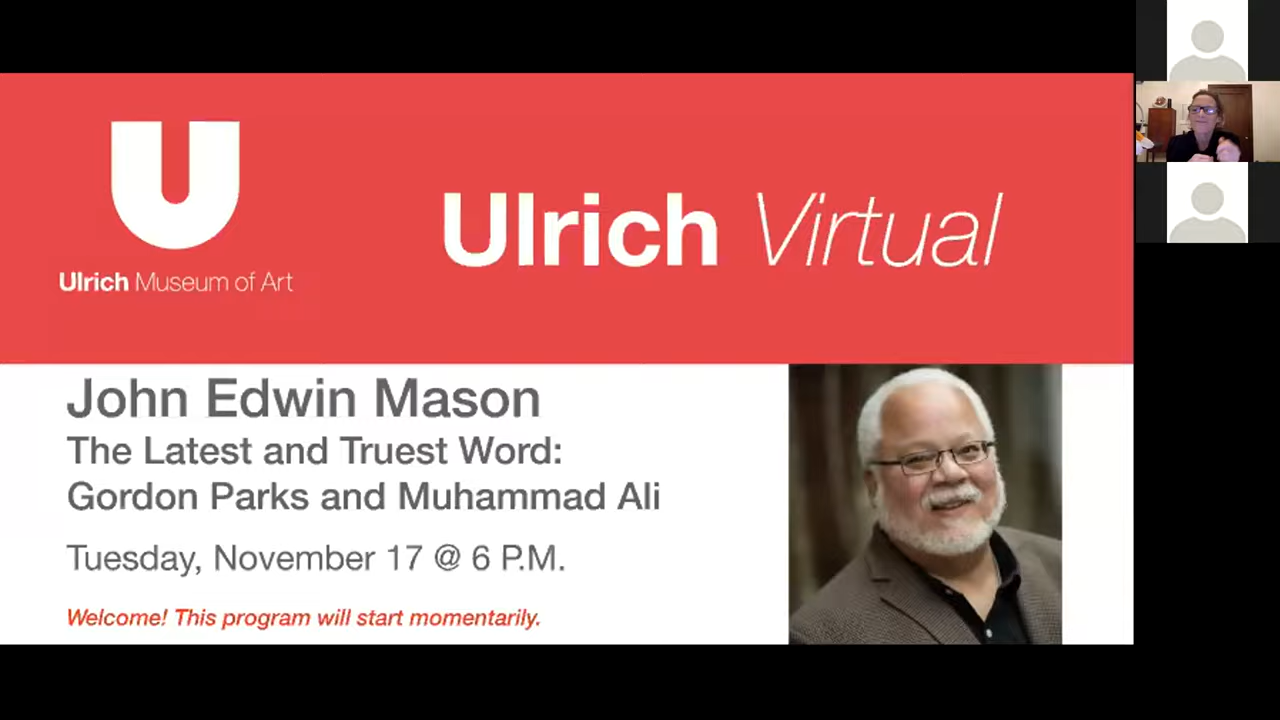 U
Ulrich Museum of Art
Ulrich Virtual
John Edwin Mason
The Latest and Truest Word:
Gordon Parks and Muhammad Ali
Tuesday, November 17 @ 6 P.M.
Welcome! This program will start momentarily.